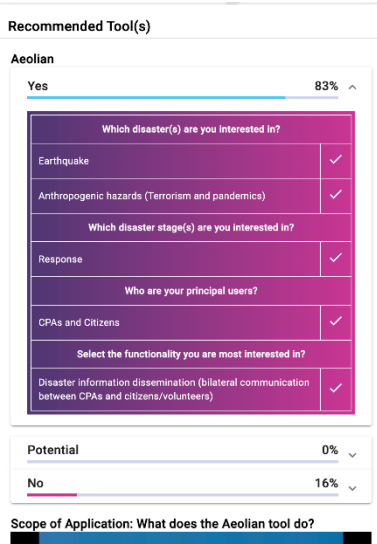 Recommended Tool(s)
Aeolian
Yes 83%
Which disaster(s) are you interested in?
Earthquake
Anthropogenic hazards (Terrorism and pandemics)
Which disaster stage(s) are you interested in?
Response
Who are your principal users?
CPAs and Citizens
Select the functionality you are most interested in?
Disaster information dissemination (bilateral communication
between CPAs and citizens/volunteers)
Potential 0%
No 16%
Scope of Application: What does the Aeolian tool do?